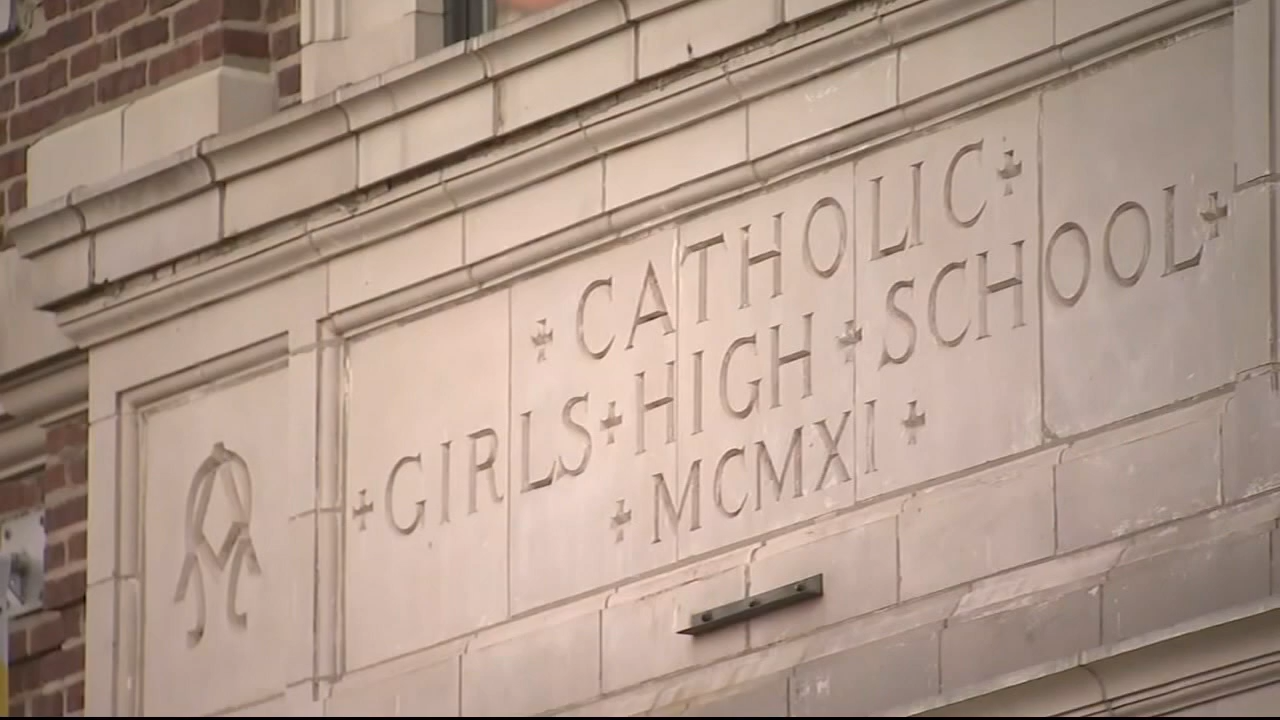 ✠ CATHOLIC ✠
✠ GIRLS ✠ HIGH ✠ SCHOOL ✠
✠ MCMXI ✠